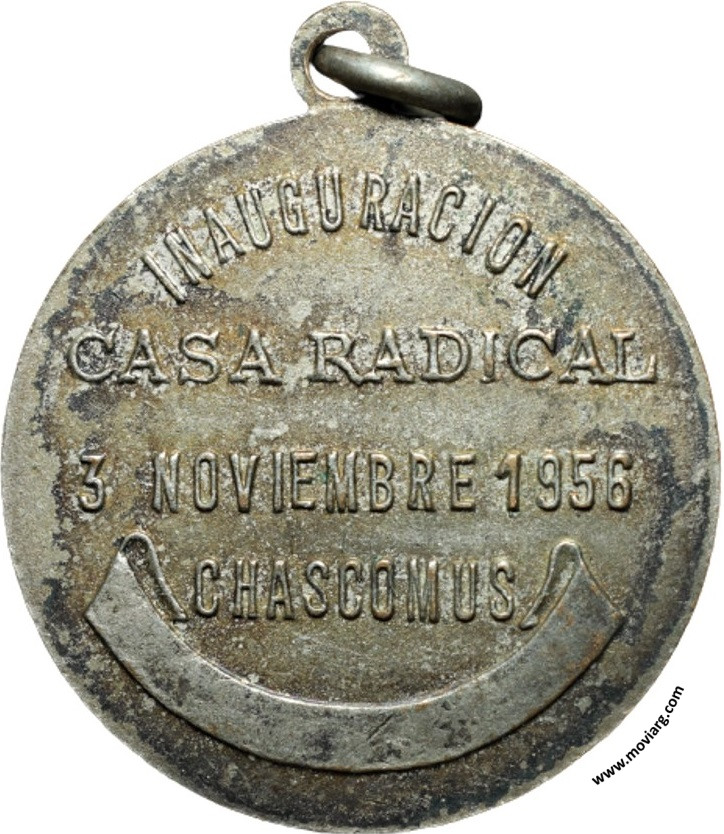 INAUGURACION
CASA RADICAL
3 NOVIEMBRE 1956
CHASCOMUS
www.moviarg.com